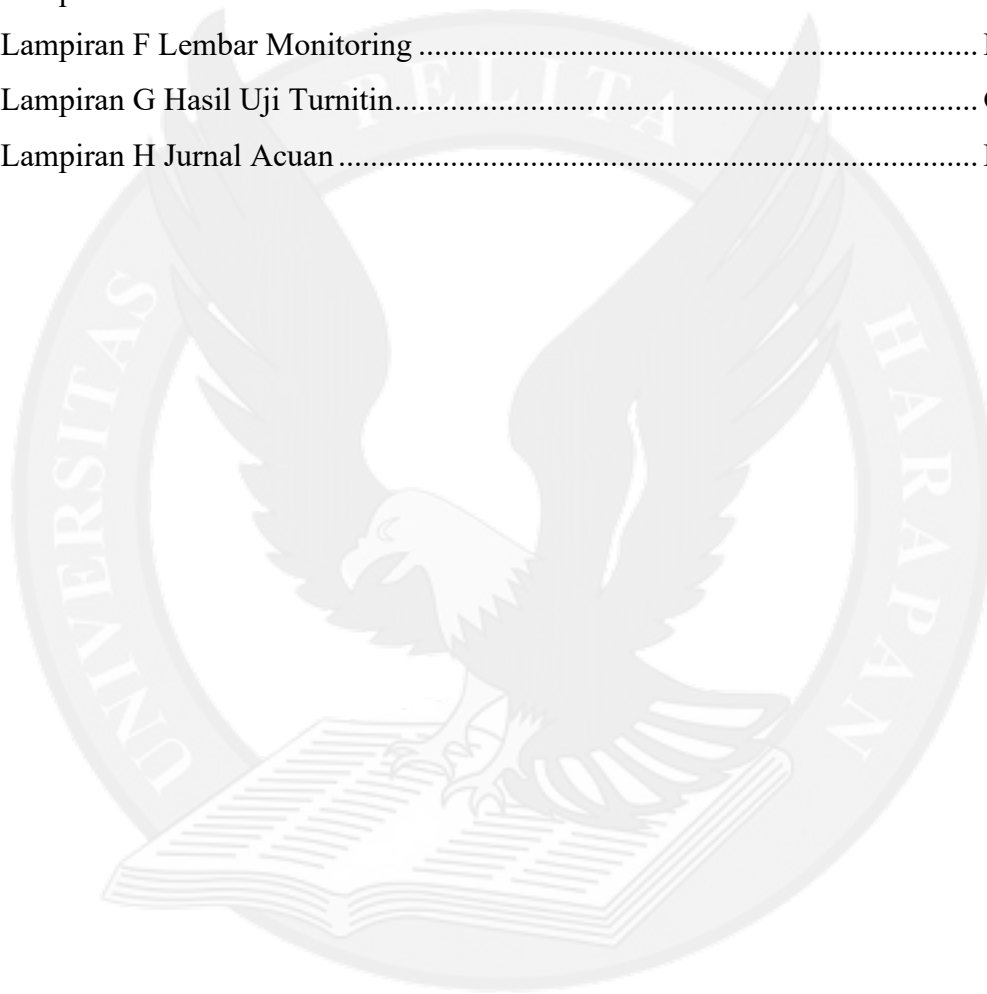 Lampiran F Lembar Monitoring ....................................................................
Lampiran G Hasil Uji Turnitin.......................................................................
Lampiran H Jurnal Acuan ..............................................................................
UNIVERSITAS PELITA HARAPAN